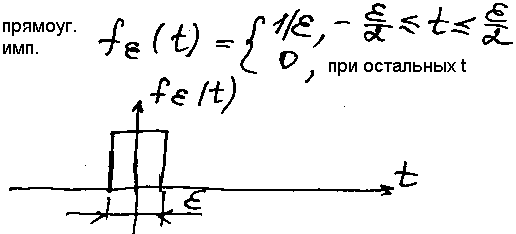 прямоуг.
имп.
fε(t) = { 1/ε, -ε/2 ≤ t ≤ ε/2
0, при остальных t
fε(t)
t
ε